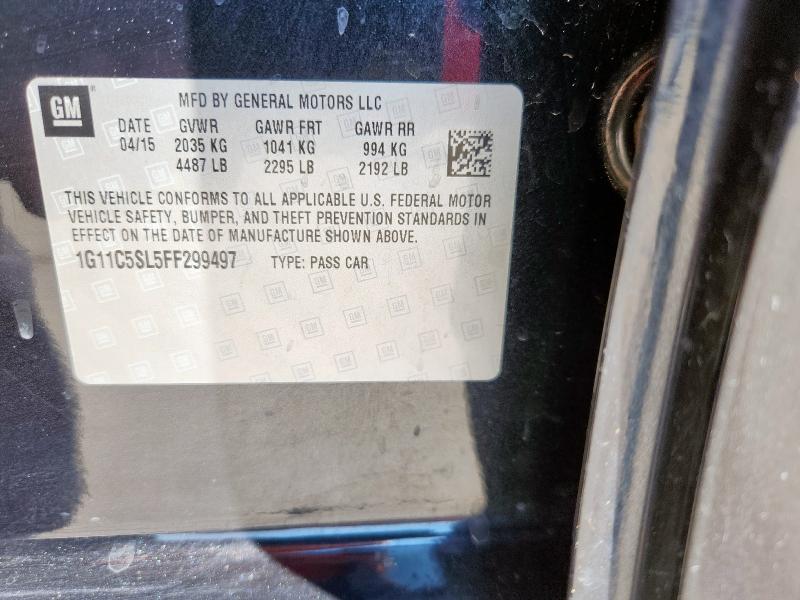 GM
MFD BY GENERAL MOTORS LLC
DATE GVWR GAWR FRT GAWR RR
04/15 2035 KG 1041 KG 994 KG
4487 LB 2295 LB 2192 LB
THIS VEHICLE CONFORMS TO ALL APPLICABLE U.S. FEDERAL MOTOR
VEHICLE SAFETY, BUMPER, AND THEFT PREVENTION STANDARDS IN
EFFECT ON THE DATE OF MANUFACTURE SHOWN ABOVE.
1G11C5SL5FF299497 TYPE: PASS CAR